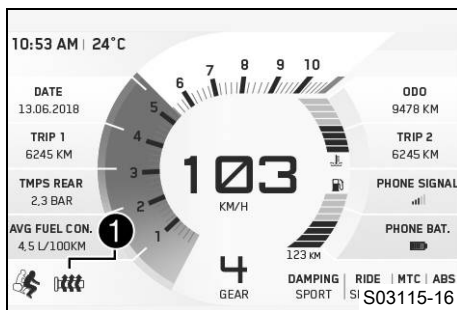 10:53 AM | 24°C
6 7 8 9 10
5
4
3
2
1
DATE
13.06.2018
TRIP 1
6245 KM
TMPS REAR
2,3 BAR
AVG FUEL CON.
4,5 L/100KM
1
103
KM/H
4
GEAR
123 KM
ODO
9478 KM
TRIP 2
6245 KM
PHONE SIGNAL
PHONE BAT.
DAMPING | RIDE | MTC | ABS
SPORT
S03115-16